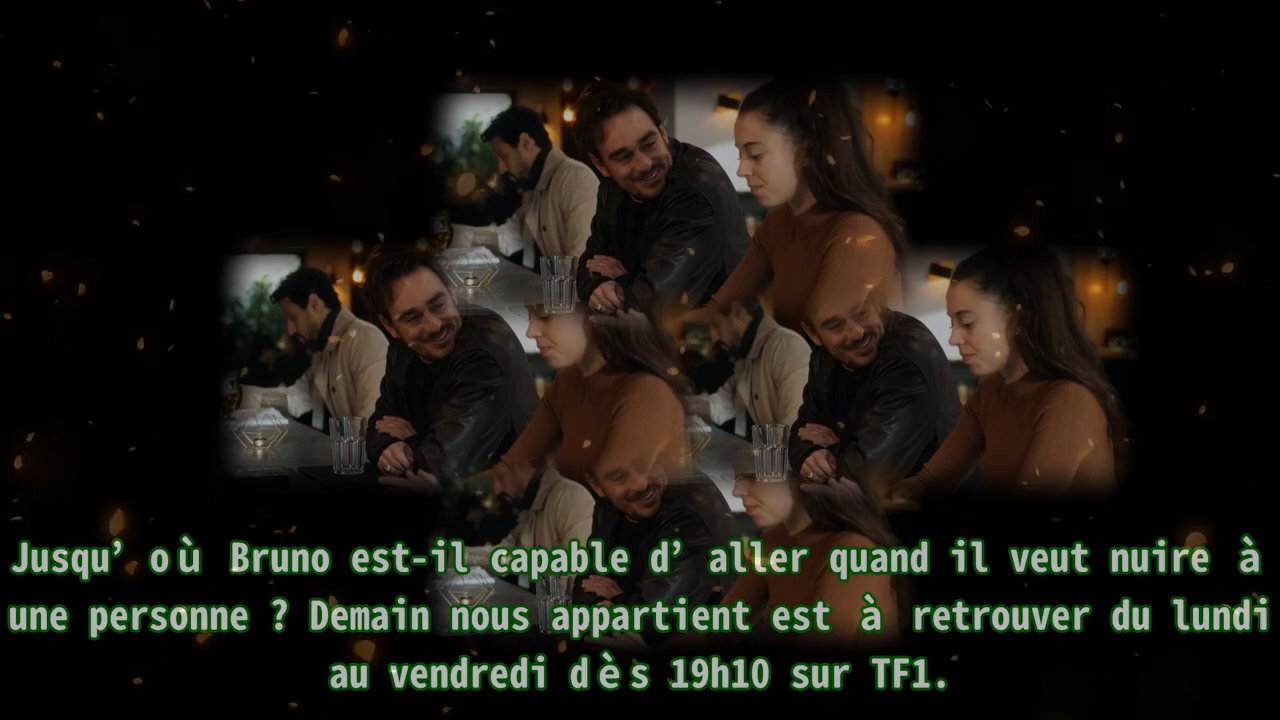 Jusqu’ où Bruno est-il capable d’ aller quand il veut nuire à
une personne ? Demain nous appartient est à retrouver du lundi
au vendredi dès 19h10 sur TF1.